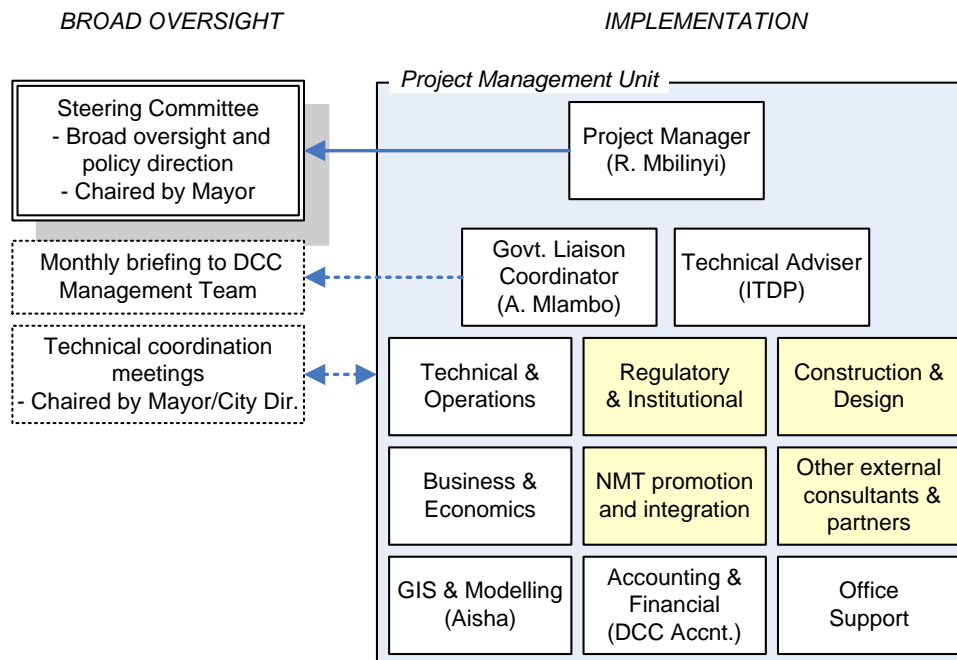 BROAD OVERSIGHT
IMPLEMENTATION
Steering Committee
- Broad oversight and
policy direction
- Chaired by Mayor
Monthly briefing to DCC
Management Team
Technical coordination
meetings
- Chaired by Mayor/City Dir.
Project Management Unit
Project Manager
(R. Mbilinyi)
Govt. Liaison
Coordinator
(A. Mlambo)
Technical Adviser
(ITDP)
Technical &
Operations
Regulatory
& Institutional
Construction &
Design
Business &
Economics
NMT promotion
and integration
Other external
consultants &
partners
GIS & Modelling
(Aisha)
Accounting &
Financial
(DCC Accnt.)
Office
Support